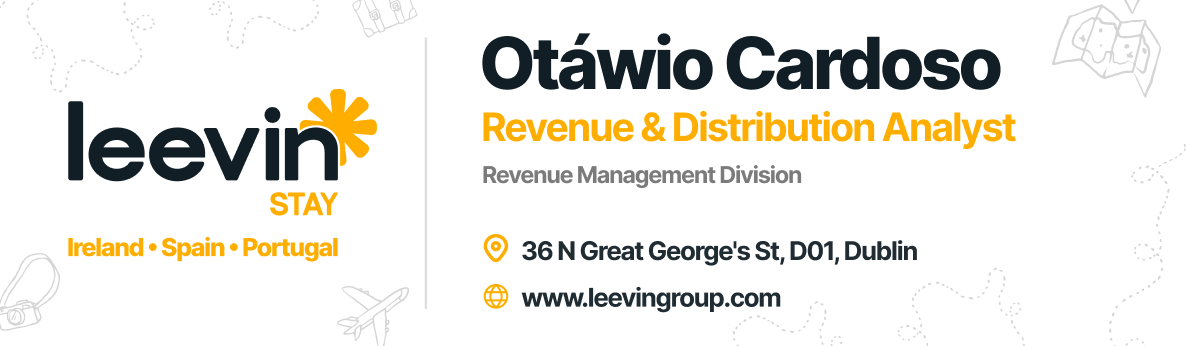 leevin
STAY
Ireland • Spain • Portugal
Otáwio Cardoso
Revenue & Distribution Analyst
Revenue Management Division
36 N Great George's St, D01, Dublin
www.leevingroup.com